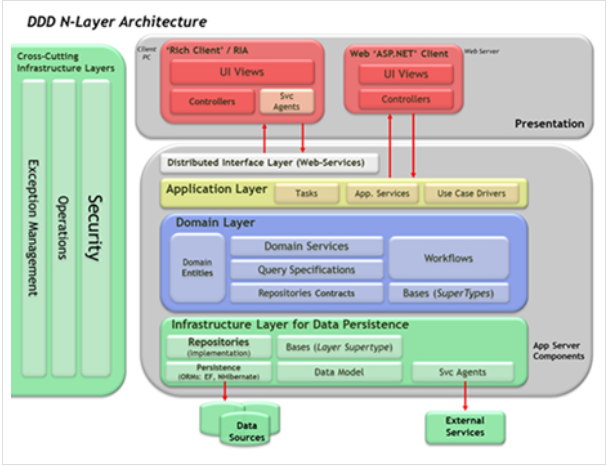 DDD N-Layer Architecture
Cross-Cutting
Infrastructure Layers
Exception Management
Operations
Security
Client
PC
'Rich Client' / RIA
UI Views
Controllers
Svc
Agents
Web 'ASP.NET' Client
UI Views
Controllers
Web Server
Presentation
Distributed Interface Layer (Web-Services)
Application Layer
Tasks
App. Services
Use Case Drivers
Domain Layer
Domain
Entities
Domain Services
Query Specifications
Repositories Contracts
Workflows
Bases (SuperTypes)
Infrastructure Layer for Data Persistence
Repositories
(Implementation)
Bases (Layer Supertype)
Persistence
(ORMs: EF, NHibernate)
Data Model
Svc Agents
App Server
Components
Data
Sources
External
Services